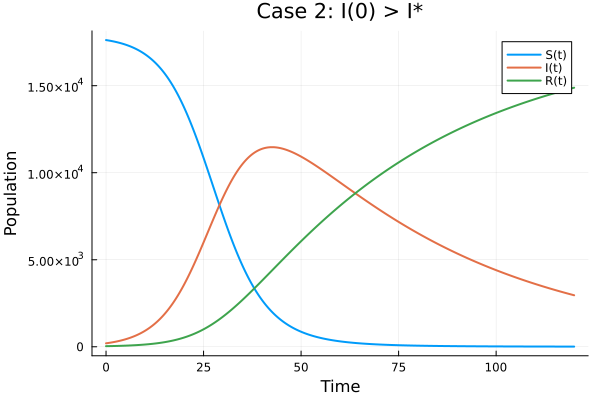 Case 2: I(0) > I*
S(t)
I(t)
R(t)
1.50×10⁴
1.00×10⁴
5.00×10³
0
Population
0 25 50 75 100
Time